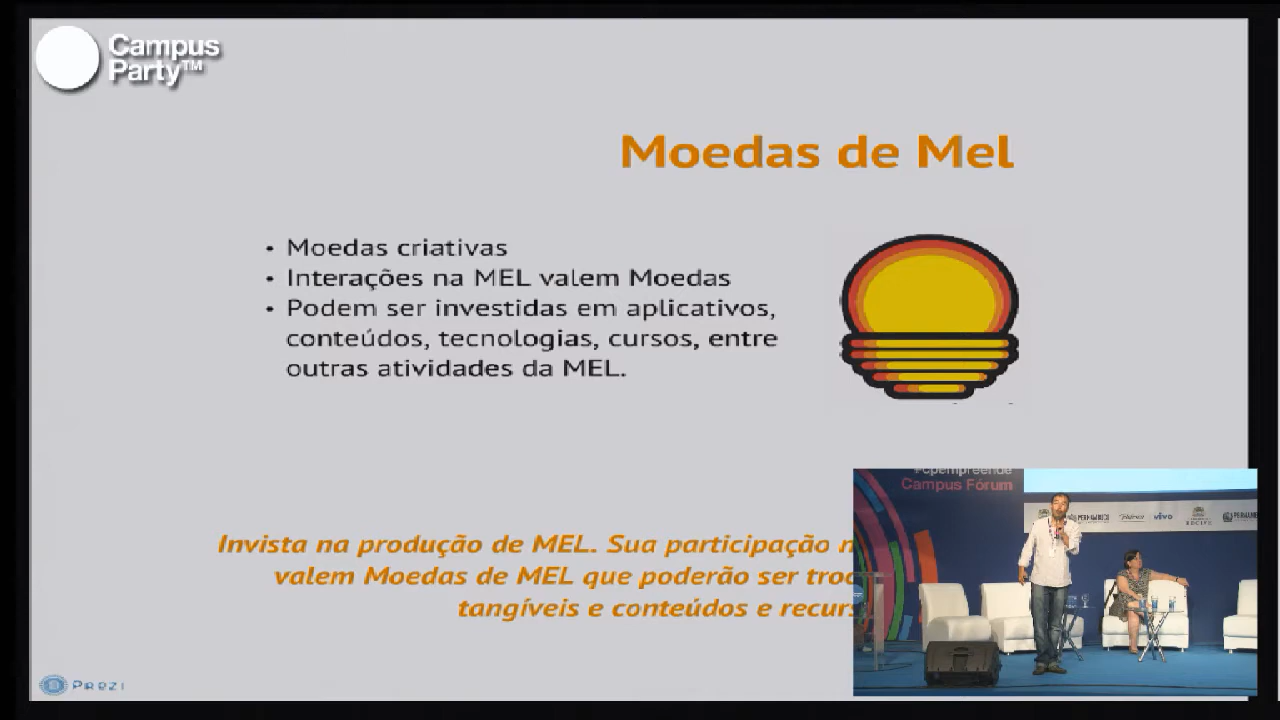 Campus
Party™
Moedas de Mel
• Moedas criativas
• Interações na MEL valem Moedas
• Podem ser investidas em aplicativos,
conteúdos, tecnologias, cursos, entre
outras atividades da MEL.
#cpempreende
Campus Fórum
vivo
Invista na produção de MEL. Sua participação
valem Moedas de MEL que poderão ser
tangíveis e conteúdos e
Prezi